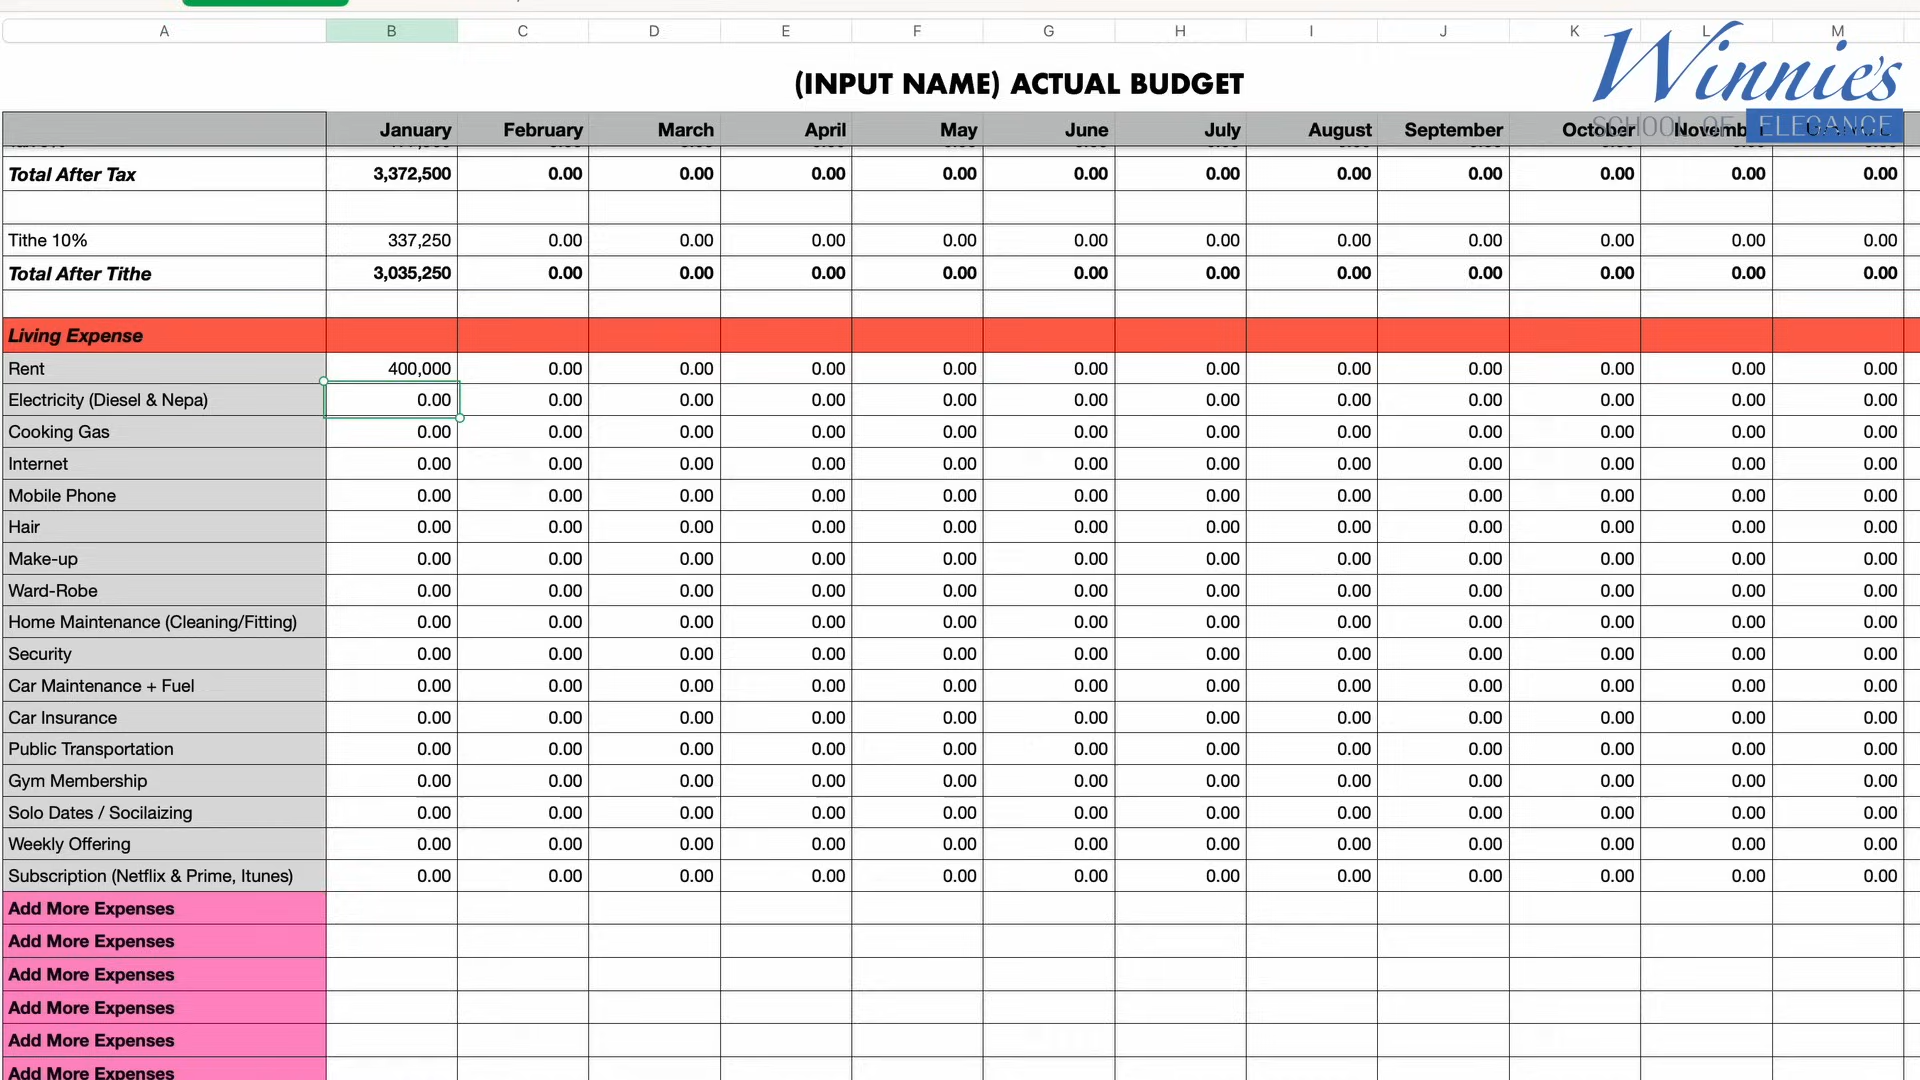 A B C D E F G H I J K L M
Winnie's
SCHOOL OF ELEGANCE
(INPUT NAME) ACTUAL BUDGET
January February March April May June July August September October
Total After Tax 3,372,500 0.00 0.00 0.00 0.00 0.00 0.00 0.00 0.00 0.00 0.00 0.00
Tithe 10% 337,250 0.00 0.00 0.00 0.00 0.00 0.00 0.00 0.00 0.00 0.00 0.00
Total After Tithe 3,035,250 0.00 0.00 0.00 0.00 0.00 0.00 0.00 0.00 0.00 0.00 0.00
Living Expense
Rent 400,000 0.00 0.00 0.00 0.00 0.00 0.00 0.00 0.00 0.00 0.00 0.00
Electricity (Diesel & Nepa) 0.00 0.00 0.00 0.00 0.00 0.00 0.00 0.00 0.00 0.00 0.00 0.00
Cooking Gas 0.00 0.00 0.00 0.00 0.00 0.00 0.00 0.00 0.00 0.00 0.00 0.00
Internet 0.00 0.00 0.00 0.00 0.00 0.00 0.00 0.00 0.00 0.00 0.00 0.00
Mobile Phone 0.00 0.00 0.00 0.00 0.00 0.00 0.00 0.00 0.00 0.00 0.00 0.00
Hair 0.00 0.00 0.00 0.00 0.00 0.00 0.00 0.00 0.00 0.00 0.00 0.00
Make-up 0.00 0.00 0.00 0.00 0.00 0.00 0.00 0.00 0.00 0.00 0.00 0.00
Ward-Robe 0.00 0.00 0.00 0.00 0.00 0.00 0.00 0.00 0.00 0.00 0.00 0.00
Home Maintenance (Cleaning/Fitting) 0.00 0.00 0.00 0.00 0.00 0.00 0.00 0.00 0.00 0.00 0.00 0.00
Security 0.00 0.00 0.00 0.00 0.00 0.00 0.00 0.00 0.00 0.00 0.00 0.00
Car Maintenance + Fuel 0.00 0.00 0.00 0.00 0.00 0.00 0.00 0.00 0.00 0.00 0.00 0.00
Car Insurance 0.00 0.00 0.00 0.00 0.00 0.00 0.00 0.00 0.00 0.00 0.00 0.00
Public Transportation 0.00 0.00 0.00 0.00 0.00 0.00 0.00 0.00 0.00 0.00 0.00 0.00
Gym Membership 0.00 0.00 0.00 0.00 0.00 0.00 0.00 0.00 0.00 0.00 0.00 0.00
Solo Dates / Socilaizing 0.00 0.00 0.00 0.00 0.00 0.00 0.00 0.00 0.00 0.00 0.00 0.00
Weekly Offering 0.00 0.00 0.00 0.00 0.00 0.00 0.00 0.00 0.00 0.00 0.00 0.00
Subscription (Netflix & Prime, Itunes) 0.00 0.00 0.00 0.00 0.00 0.00 0.00 0.00 0.00 0.00 0.00 0.00
Add More Expenses
Add More Expenses
Add More Expenses
Add More Expenses
Add More Expenses
Add More Expenses